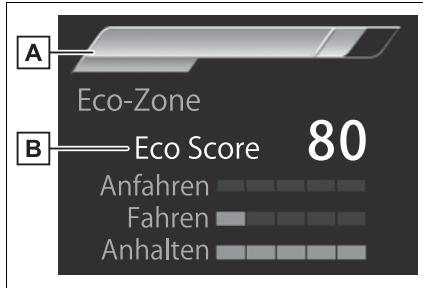 A
Eco-Zone
B
Eco Score 80
Anfahren
Fahren
Anhalten